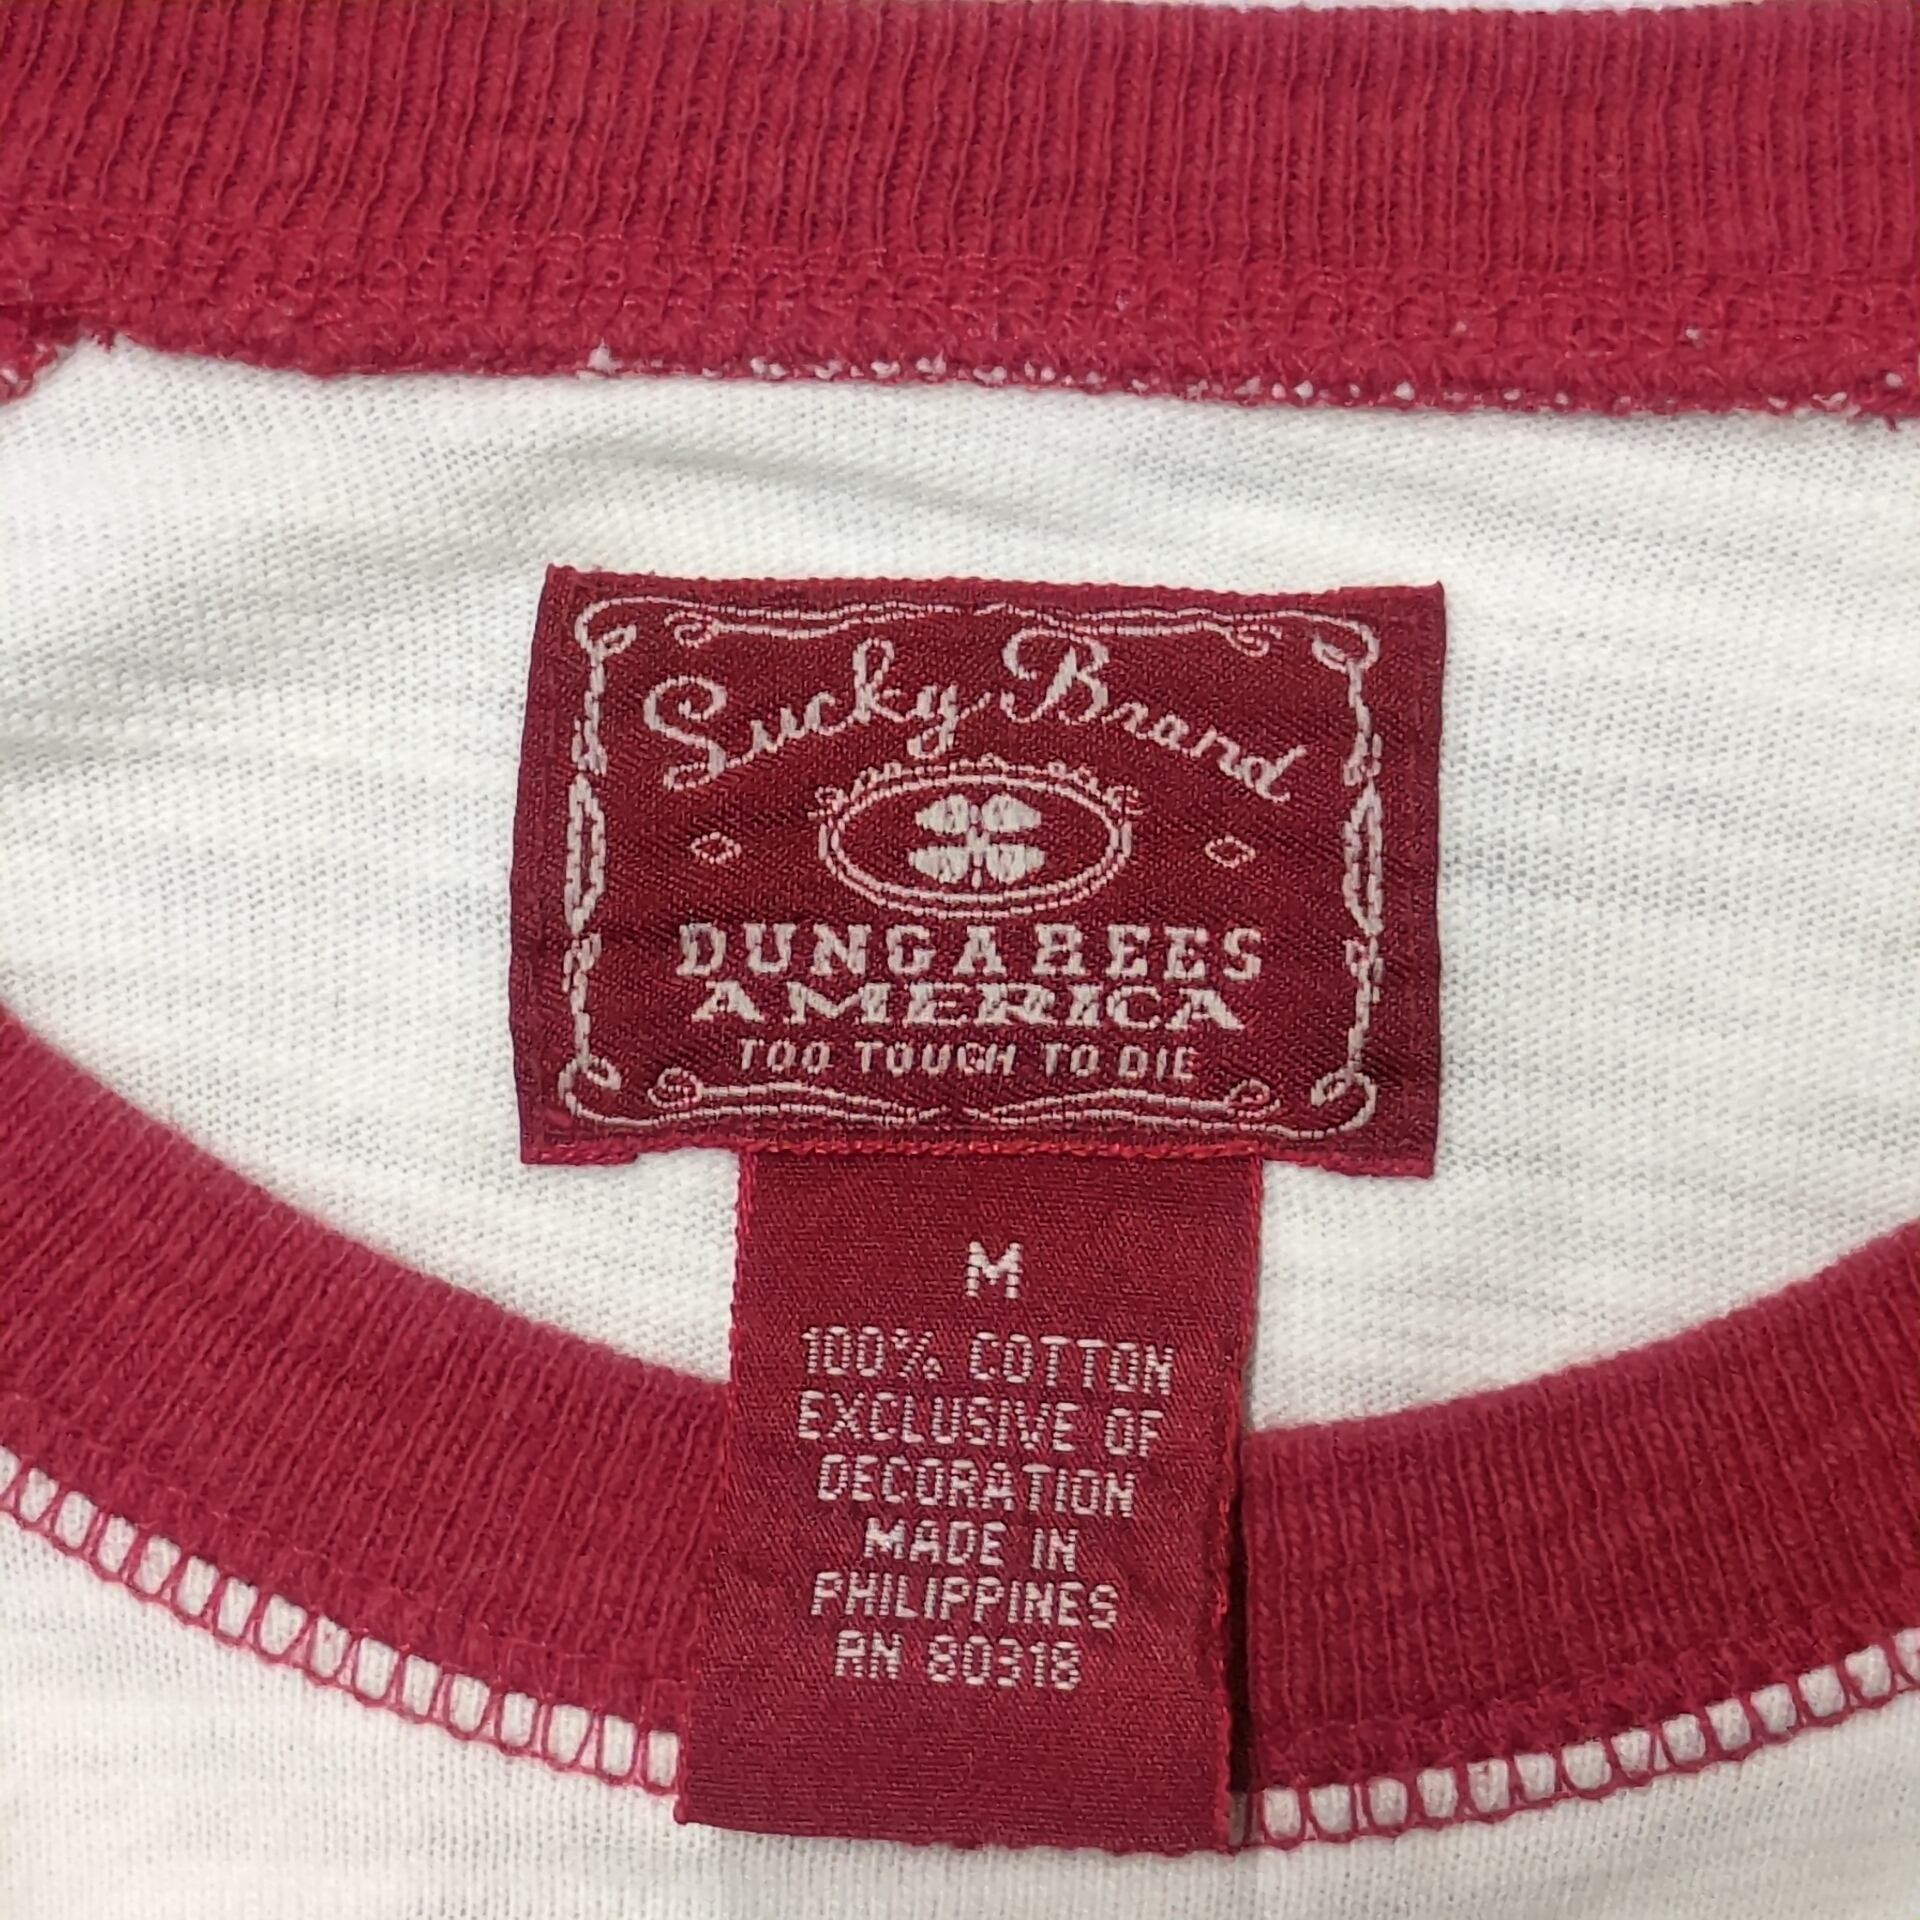 Lucky Brand
DUNGAREES
AMERICA
TOO TOUGH TO DIE
M
100% COTTON
EXCLUSIVE OF
DECORATION
MADE IN
PHILIPPINES
RN 80318